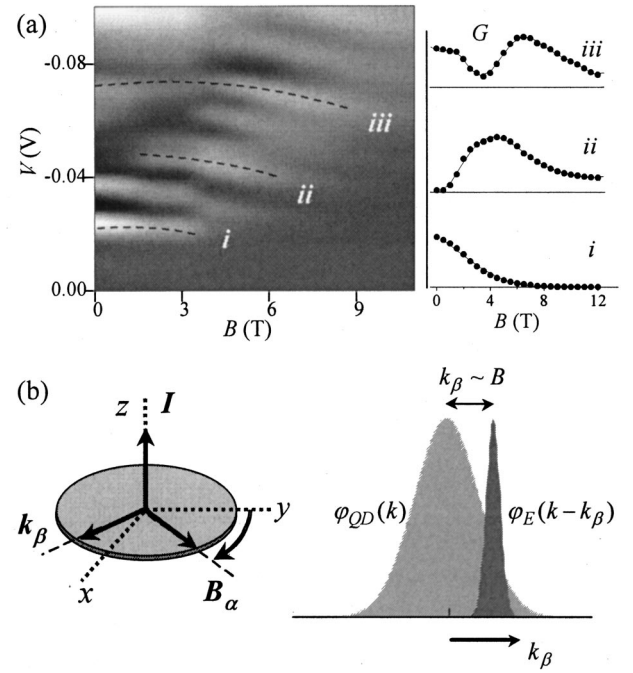 (a)
G
iii
-0.08
V (V)
iii
-0.04
ii
ii
i
i
0.00
0 3 6 9
B (T)
0 4 8 12
B (T)
(b)
z I
k_β ~ B
y
φ_QD(k)
φ_E(k−k_β)
k_β
x
B_α
k_β